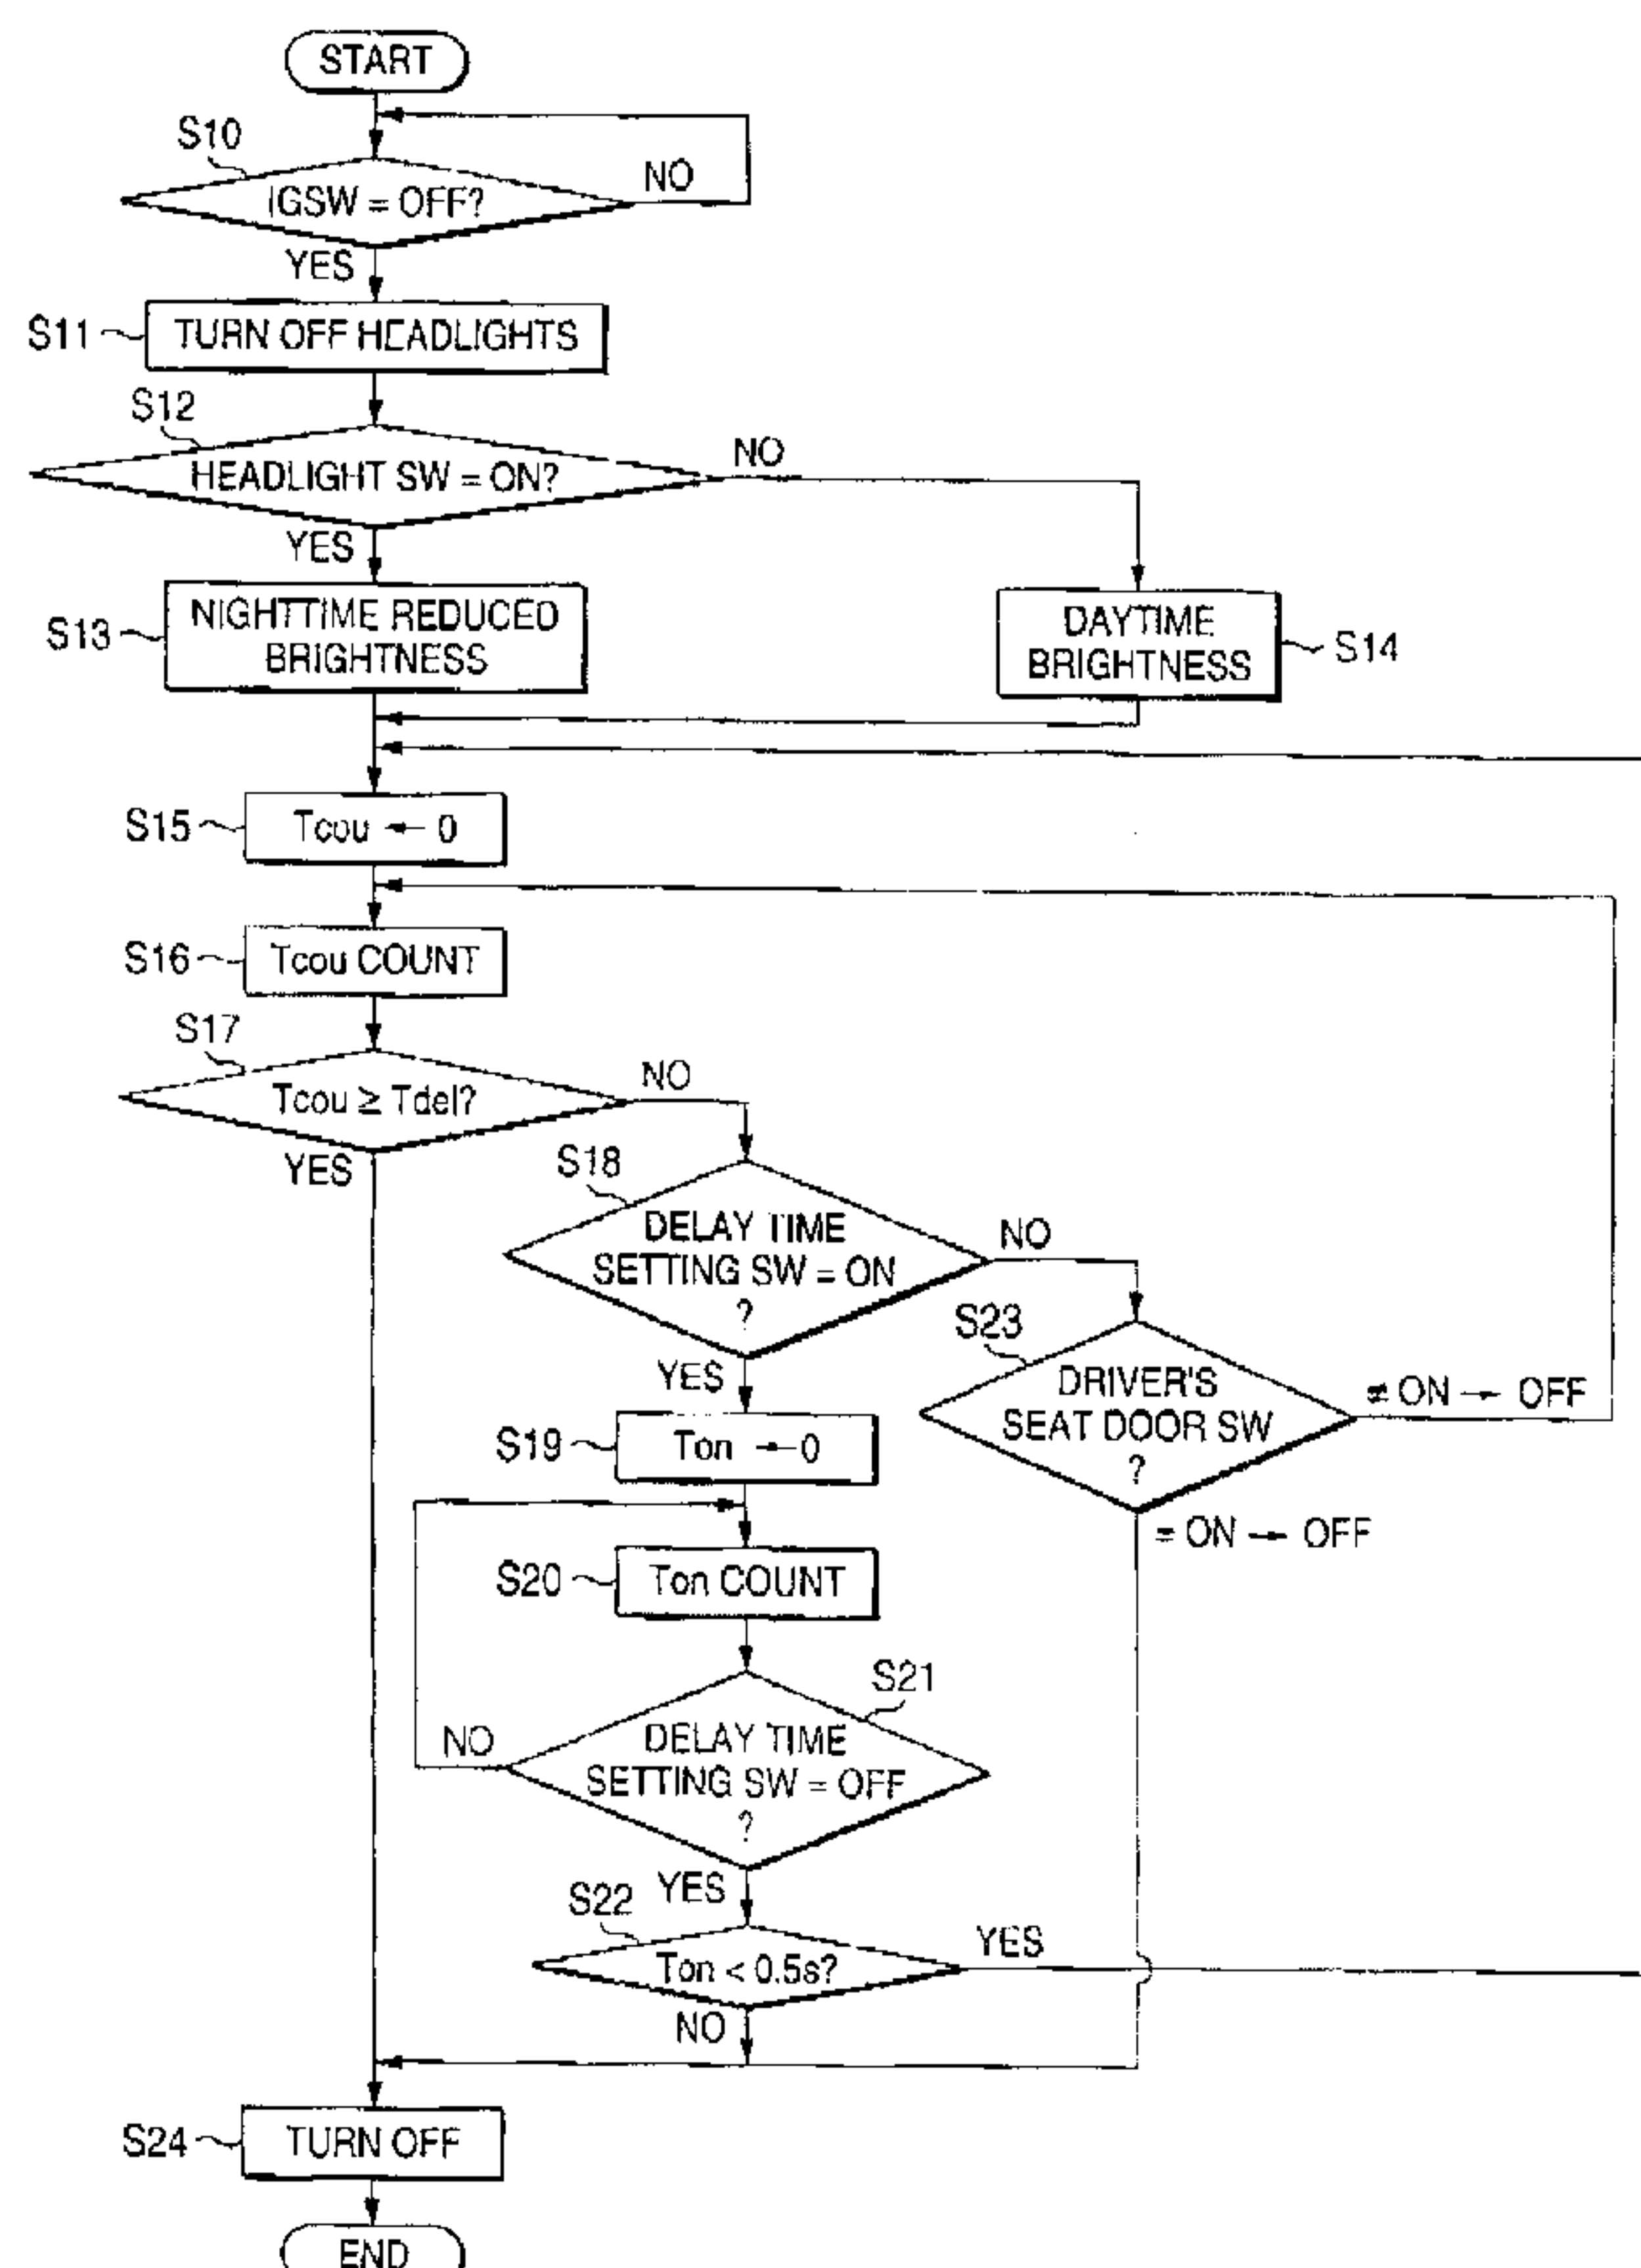 START
S10
IGSW = OFF?
NO
YES
S11
TURN OFF HEADLIGHTS
S12
HEADLIGHT SW = ON?
NO
YES
S13
NIGHTTIME REDUCED
BRIGHTNESS
DAYTIME
BRIGHTNESS
S14
S15
Tcou ← 0
S16
Tcou COUNT
S17
Tcou ≥ Tdel?
NO
YES
S18
DELAY TIME
SETTING SW = ON
?
NO
YES
S23
DRIVER'S
SEAT DOOR SW
?
≠ ON → OFF
= ON → OFF
S19
Ton ← 0
S20
Ton COUNT
S21
DELAY TIME
SETTING SW = OFF
?
NO
YES
S22
Ton < 0.5s?
YES
NO
S24
TURN OFF
END